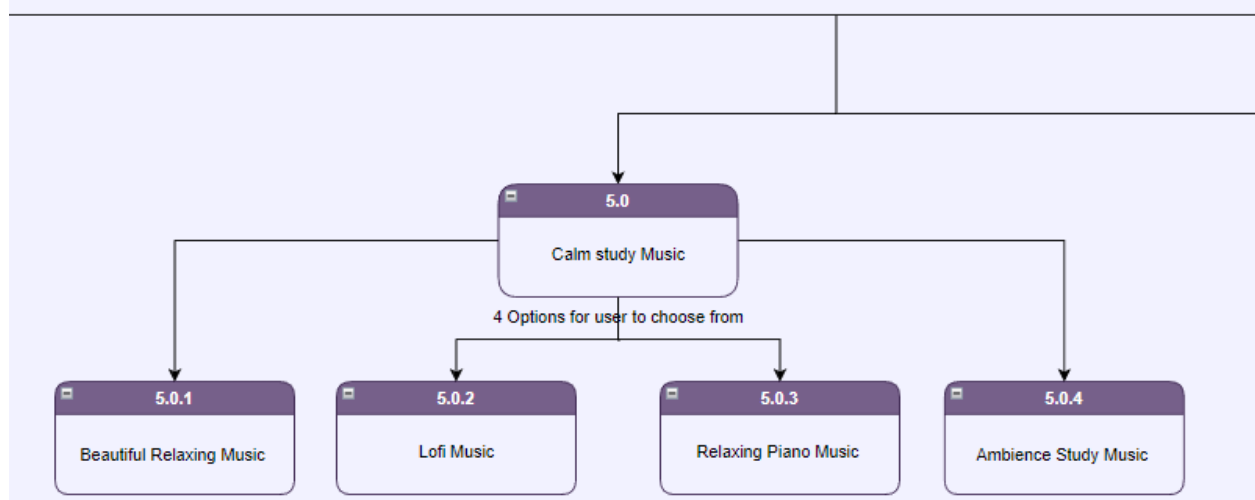 5.0
Calm study Music
4 Options for user to choose from
5.0.1
Beautiful Relaxing Music
5.0.2
Lofi Music
5.0.3
Relaxing Piano Music
5.0.4
Ambience Study Music